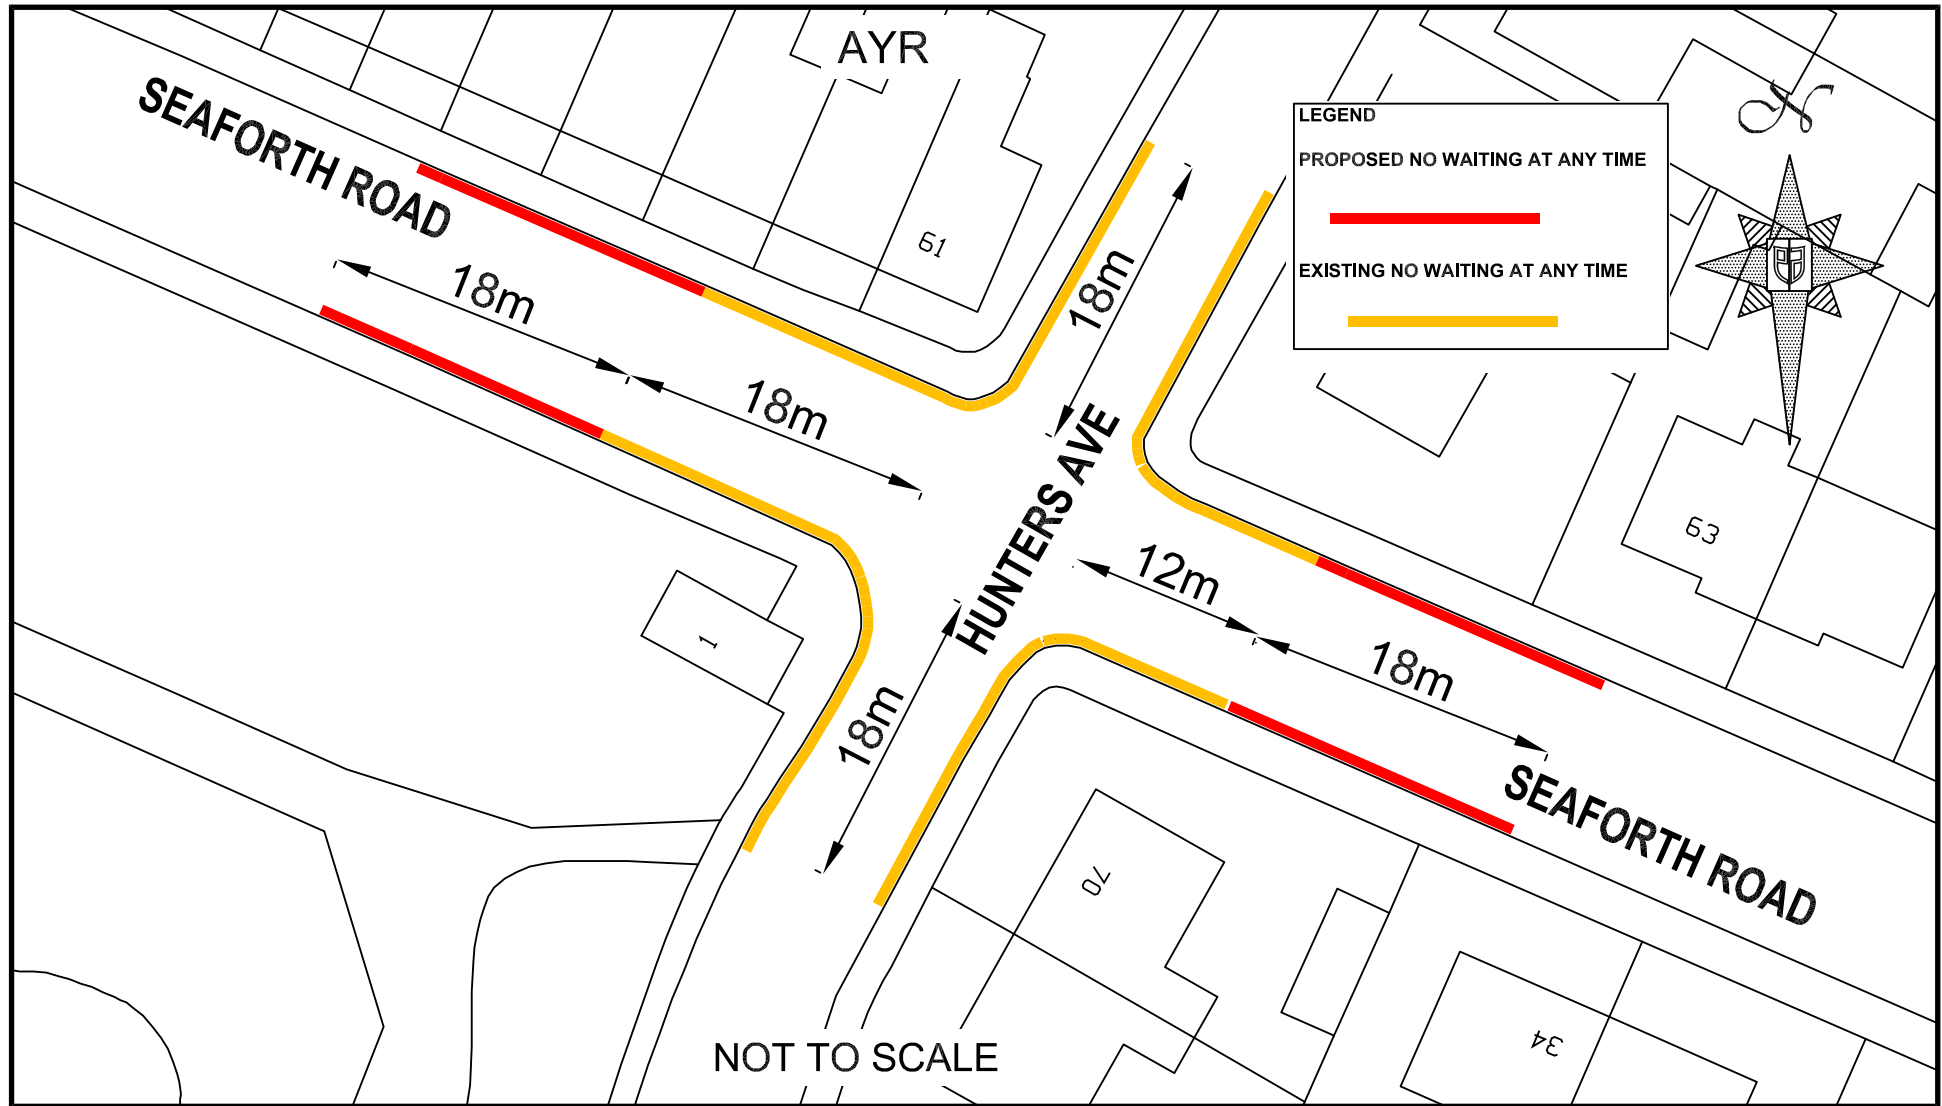 AYR
N
SEAFORTH ROAD
LEGEND
PROPOSED NO WAITING AT ANY TIME
EXISTING NO WAITING AT ANY TIME
61
18m
18m
18m
HUNTERS AVE
12m
18m
18m
63
1
SEAFORTH ROAD
70
34
NOT TO SCALE